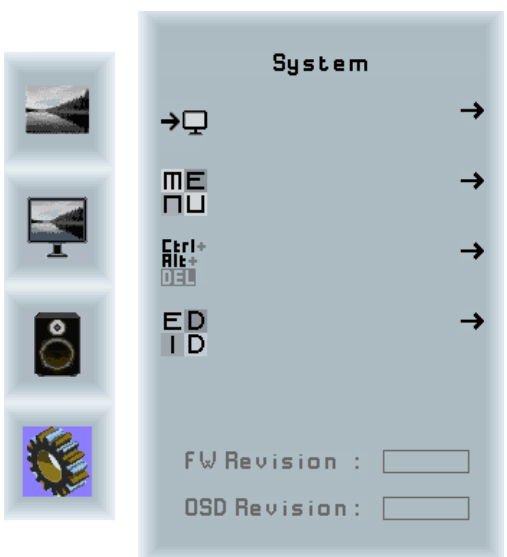 System
ME
NU
Ctrl+
Alt+
DEL
ED
ID
FW Revision :
OSD Revision :